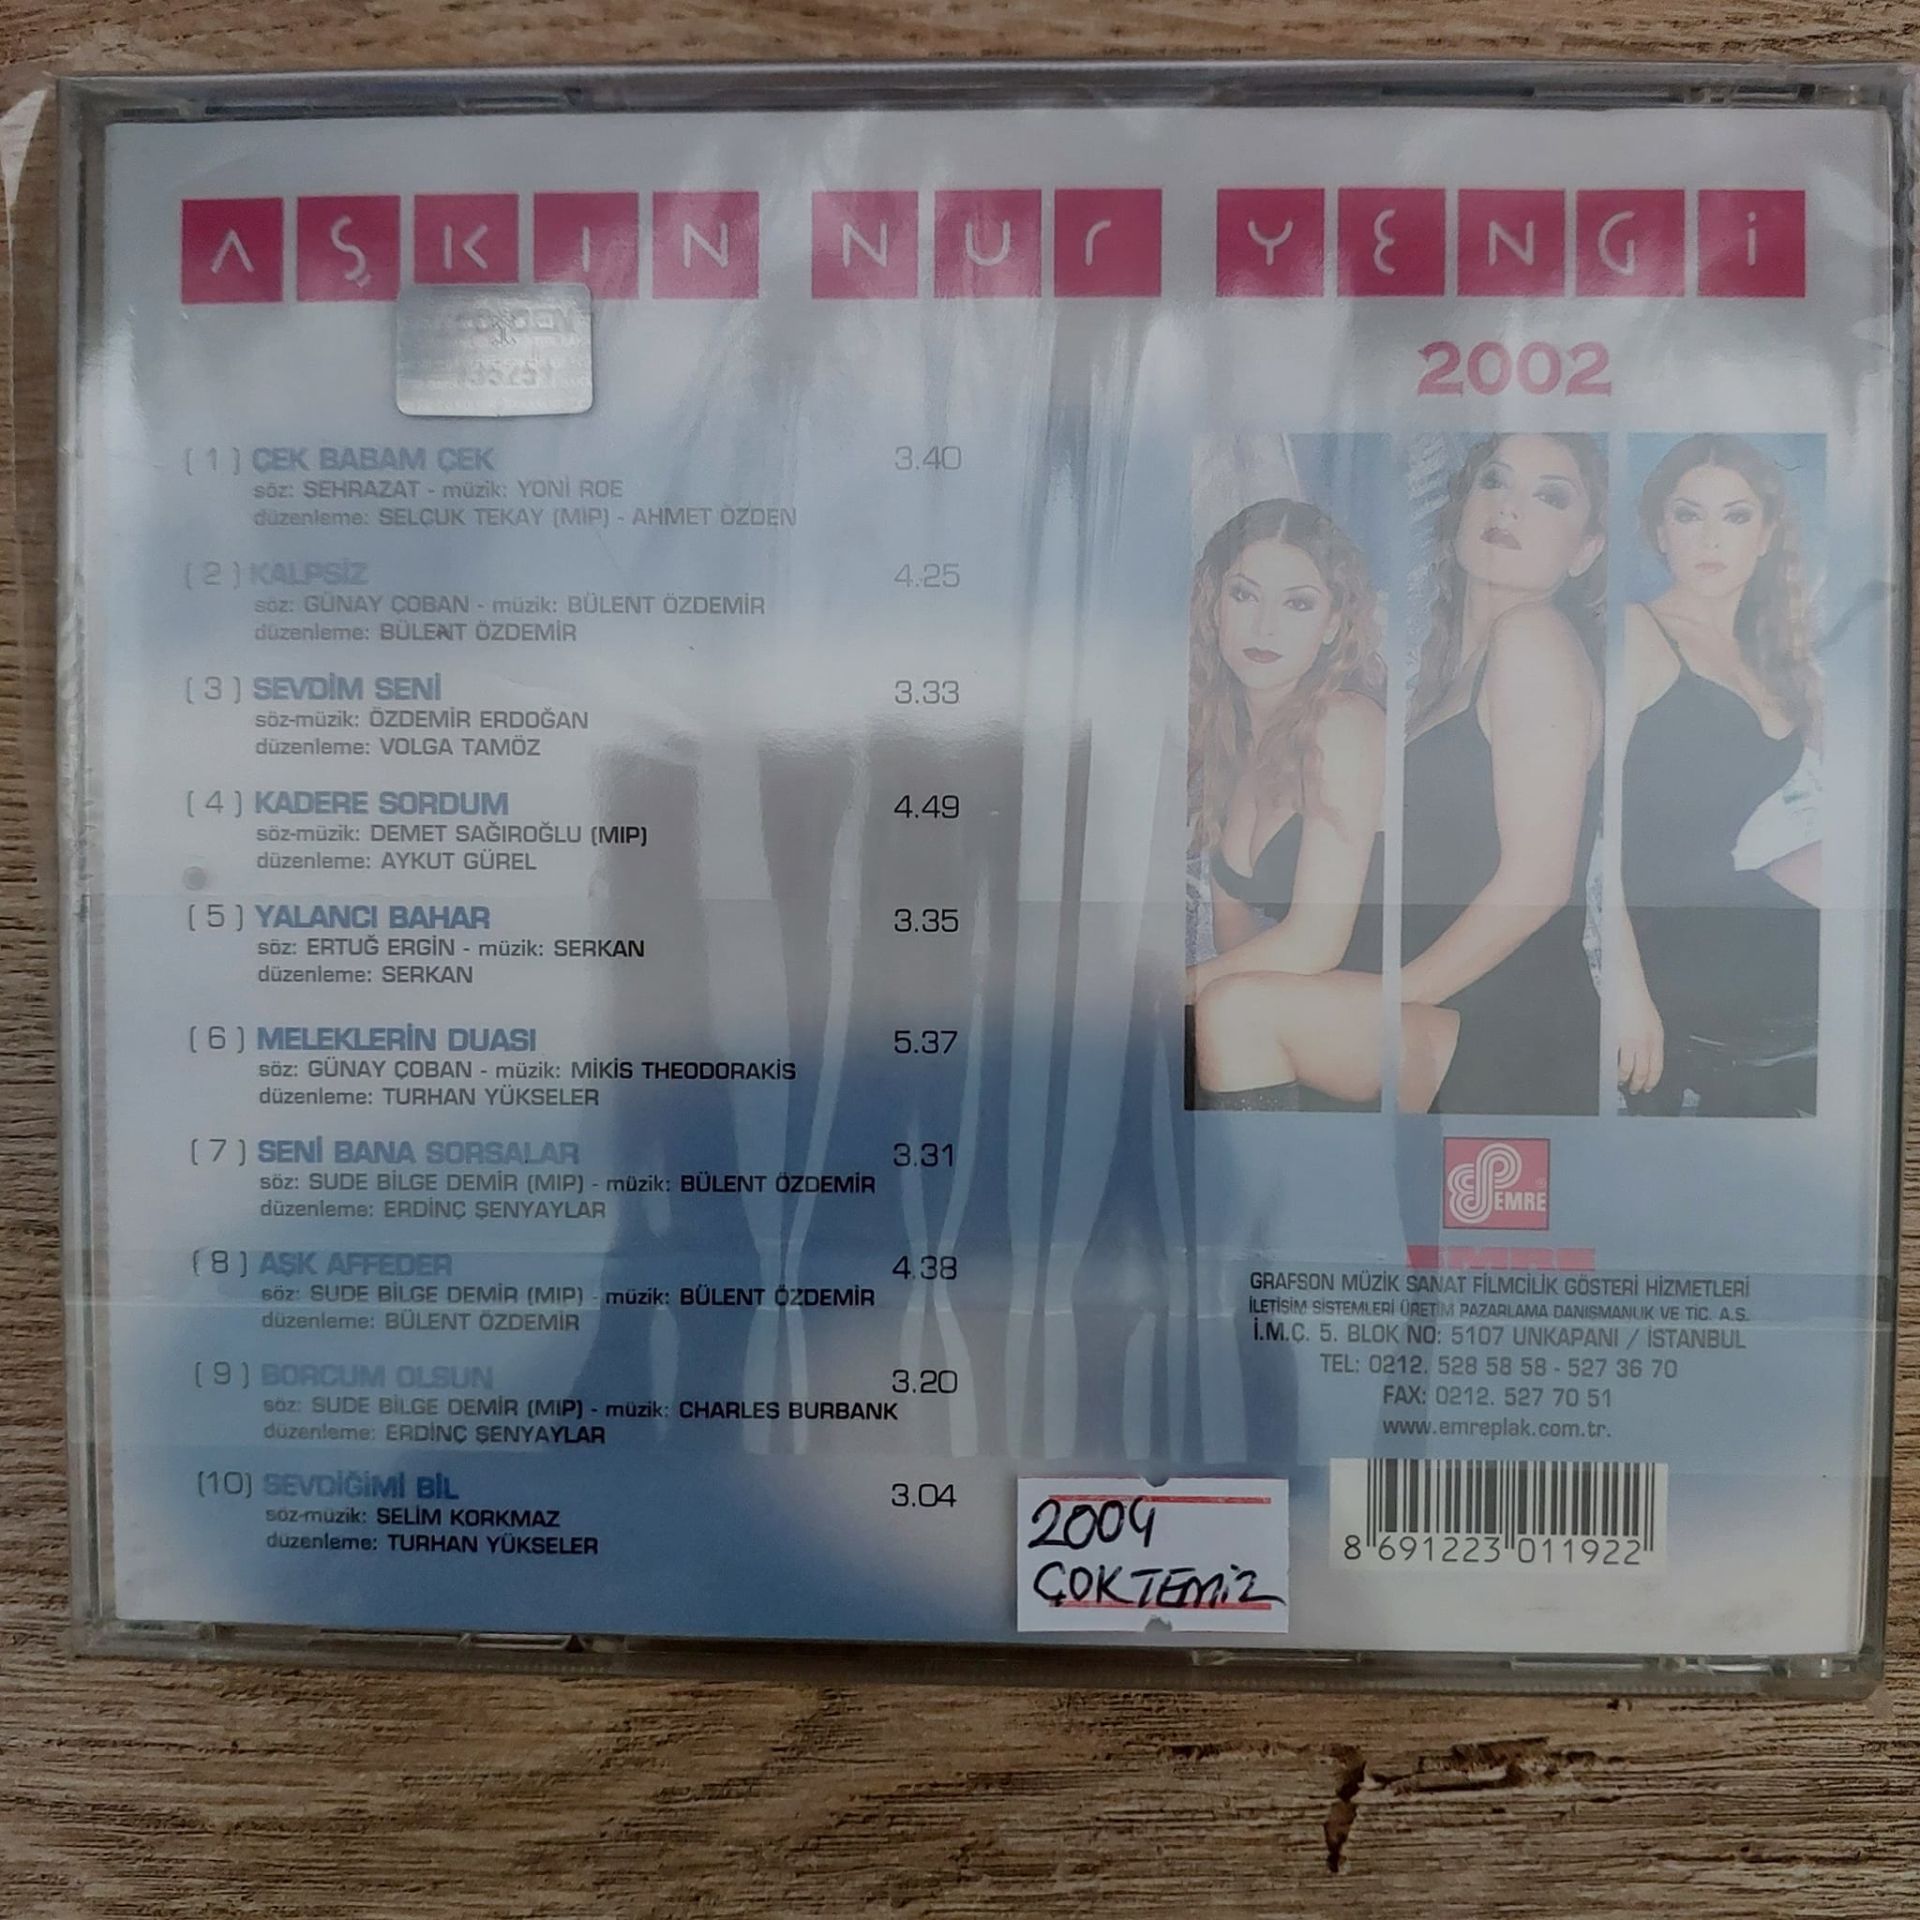 AŞKIN NUR YENGİ
2002
[ 1 ] ÇEK BABAM ÇEK 3.40
söz: SEHRAZAT - müzik: YONİ ROE
düzenleme: SELÇUK TEKAY (MIP) - AHMET ÖZDEN
[ 2 ] KALPSİZ 4.25
söz: GÜNAY ÇOBAN - müzik: BÜLENT ÖZDEMİR
düzenleme: BÜLENT ÖZDEMİR
[ 3 ] SEVDİM SENİ 3.33
söz-müzik: ÖZDEMİR ERDOĞAN
düzenleme: VOLGA TAMÖZ
[ 4 ] KADERE SORDUM 4.49
söz-müzik: DEMET SAĞIROĞLU (MIP)
düzenleme: AYKUT GÜREL
[ 5 ] YALANCI BAHAR 3.35
söz: ERTUĞ ERGİN - müzik: SERKAN
düzenleme: SERKAN
[ 6 ] MELEKLERİN DUASI 5.37
söz: GÜNAY ÇOBAN - müzik: MİKİS THEODORAKİS
düzenleme: TURHAN YÜKSELER
[ 7 ] SENİ BANA SORSALAR 3.31
söz: SUDE BİLGE DEMİR (MIP) - müzik: BÜLENT ÖZDEMİR
düzenleme: ERDİNÇ ŞENYAYLAR
[ 8 ] AŞK AFFEDER 4.38
söz: SUDE BİLGE DEMİR (MIP) - müzik: BÜLENT ÖZDEMİR
düzenleme: BÜLENT ÖZDEMİR
[ 9 ] BORCUM OLSUN 3.20
söz: SUDE BİLGE DEMİR (MIP) - müzik: CHARLES BURBANK
düzenleme: ERDİNÇ ŞENYAYLAR
[10] SEVDİĞİMİ BİL 3.04
söz-müzik: SELİM KORKMAZ
düzenleme: TURHAN YÜKSELER
EMRE
EMRE
GRAFSON MÜZİK SANAT FİLMCİLİK GÖSTERİ HİZMETLERİ
İLETİŞİM SİSTEMLERİ ÜRETİM PAZARLAMA DANIŞMANLIK VE TİC. A.Ş.
İ.M.Ç. 5. BLOK NO: 5107 UNKAPANI / İSTANBUL
TEL: 0212. 528 58 58 - 527 36 70
FAX: 0212. 527 70 51
www.emreplak.com.tr.
8 691223 011922
2004
ÇOK TEMİZ